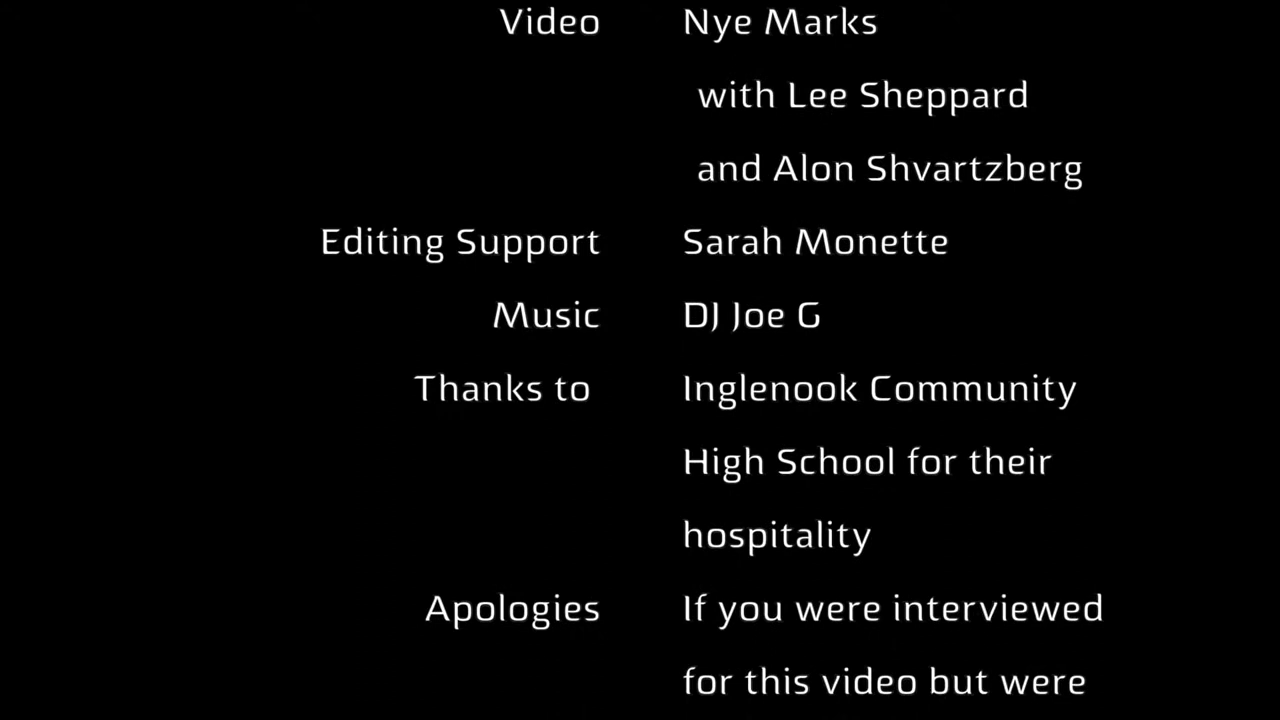 Video Nye Marks
with Lee Sheppard
and Alon Shvartzberg
Editing Support Sarah Monette
Music DJ Joe G
Thanks to Inglenook Community
High School for their
hospitality
Apologies If you were interviewed
for this video but were